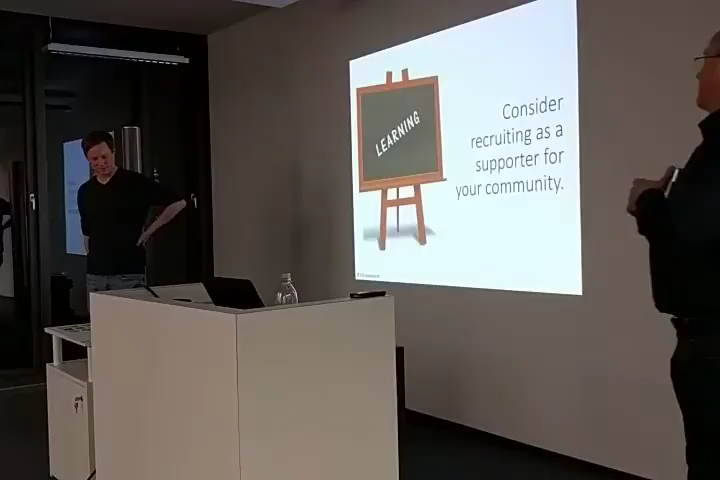 LEARNING
Consider
recruiting as a
supporter for
your community.